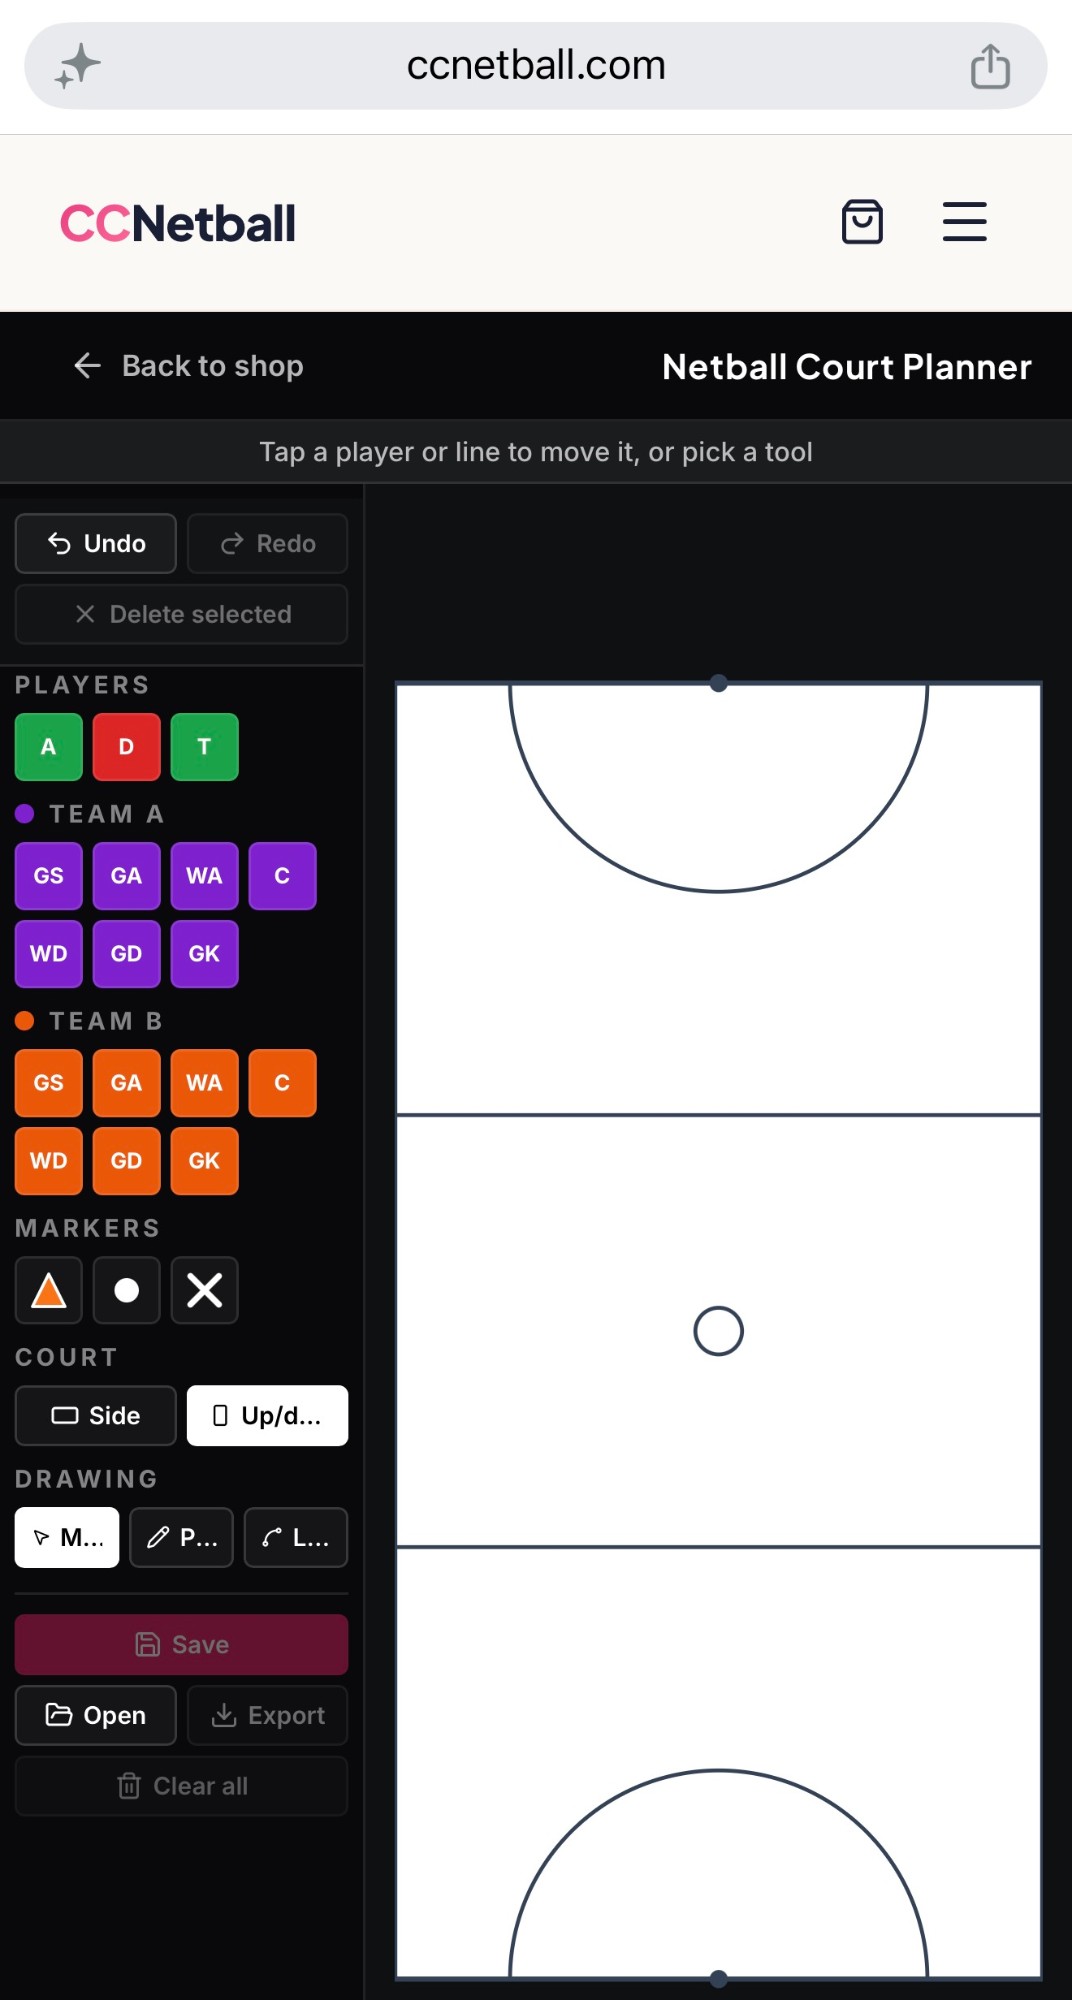 ccnetball.com
CCNetball
Back to shop
Netball Court Planner
Tap a player or line to move it, or pick a tool
Undo
Redo
Delete selected
PLAYERS
A D T
TEAM A
GS GA WA C
WD GD GK
TEAM B
GS GA WA C
WD GD GK
MARKERS
COURT
Side
Up/d...
DRAWING
M...
P...
L...
Save
Open
Export
Clear all